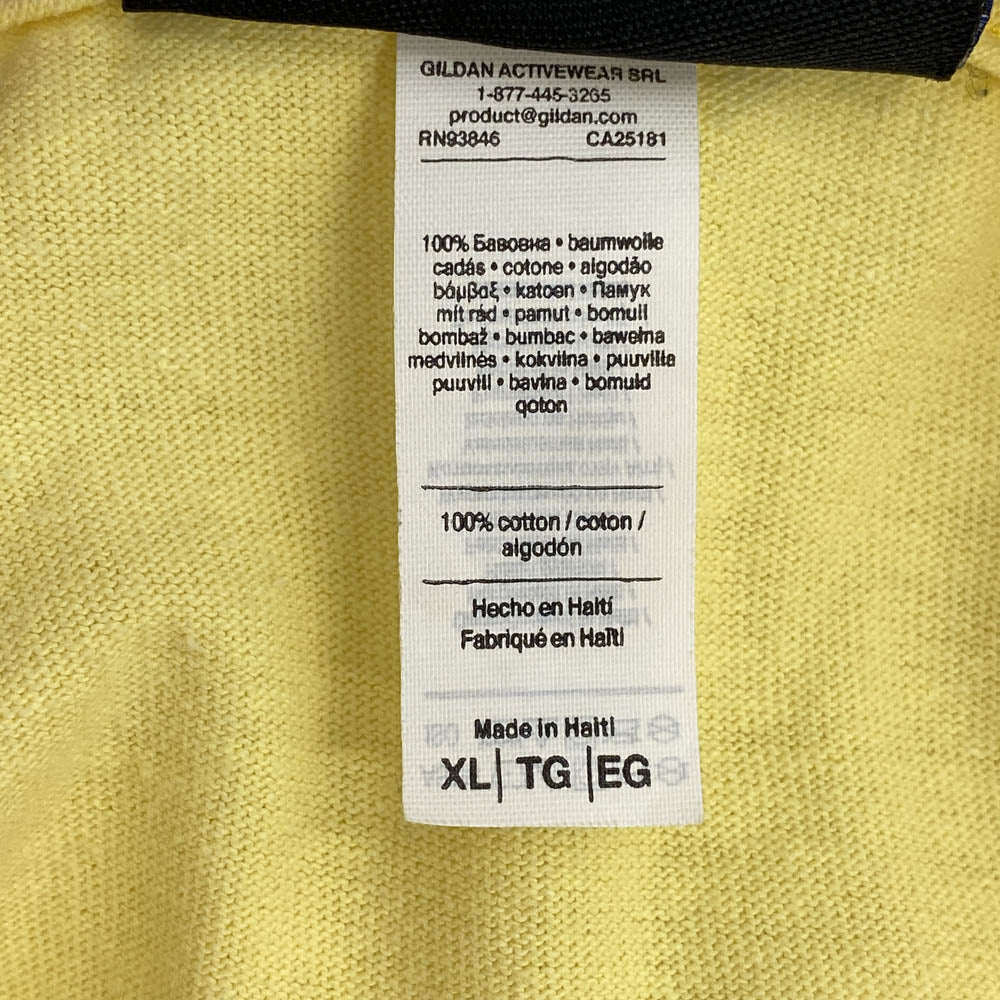 GILDAN ACTIVEWEAR SRL
1-877-445-3265
product@gildan.com
RN93846 CA25181
100% Бавовна • baumwolle
cadás • cotone • algodão
βάμβαξ • katoen • Памук
mít rád • pamut • bomull
bombaž • bumbac • bawełna
medvilnės • kokvilna • puuvilla
puuvill • bavlna • bomuld
qoton
100% cotton / coton /
algodón
Hecho en Haití
Fabriqué en Haïti
Made in Haiti
XL | TG | EG